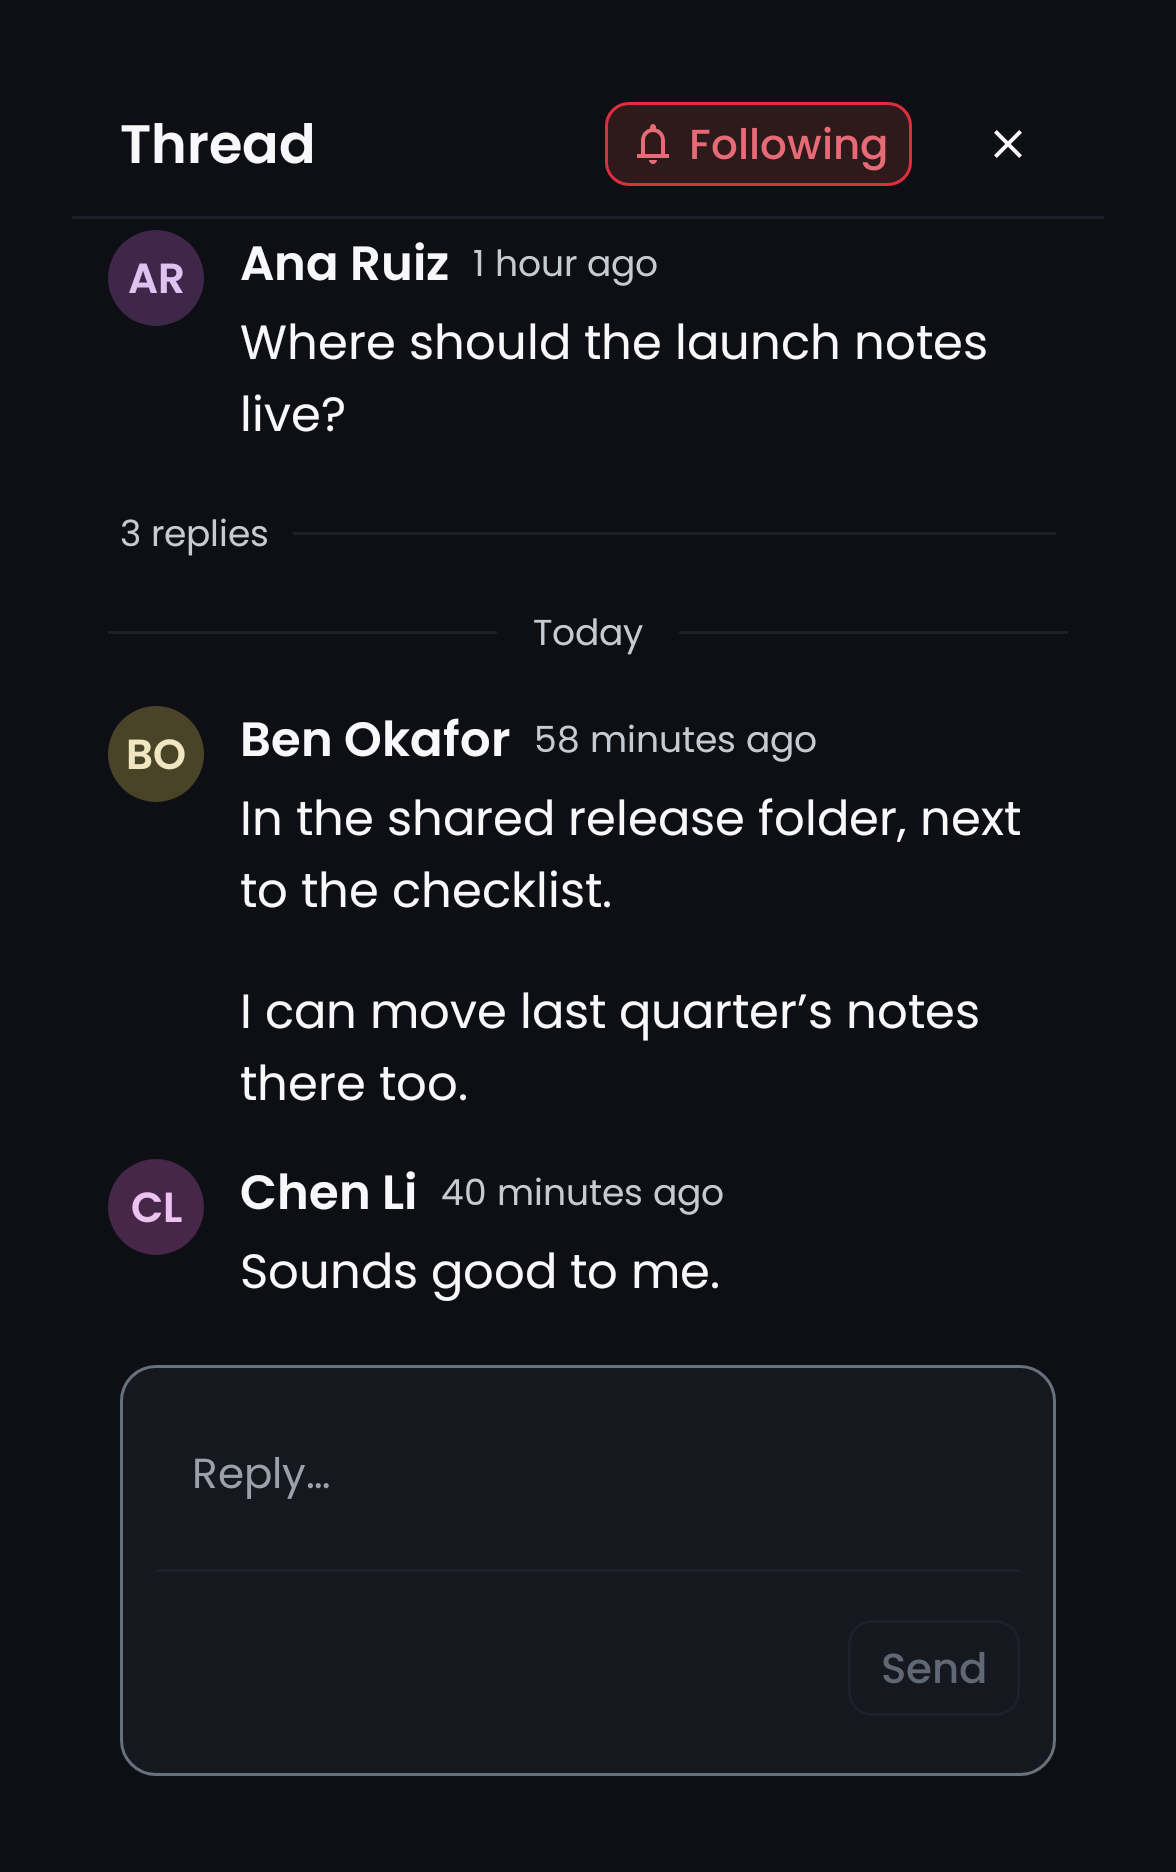 Thread
Following
AR
Ana Ruiz 1 hour ago
Where should the launch notes
live?
3 replies
Today
BO
Ben Okafor 58 minutes ago
In the shared release folder, next
to the checklist.
I can move last quarter’s notes
there too.
CL
Chen Li 40 minutes ago
Sounds good to me.
Reply…
Send